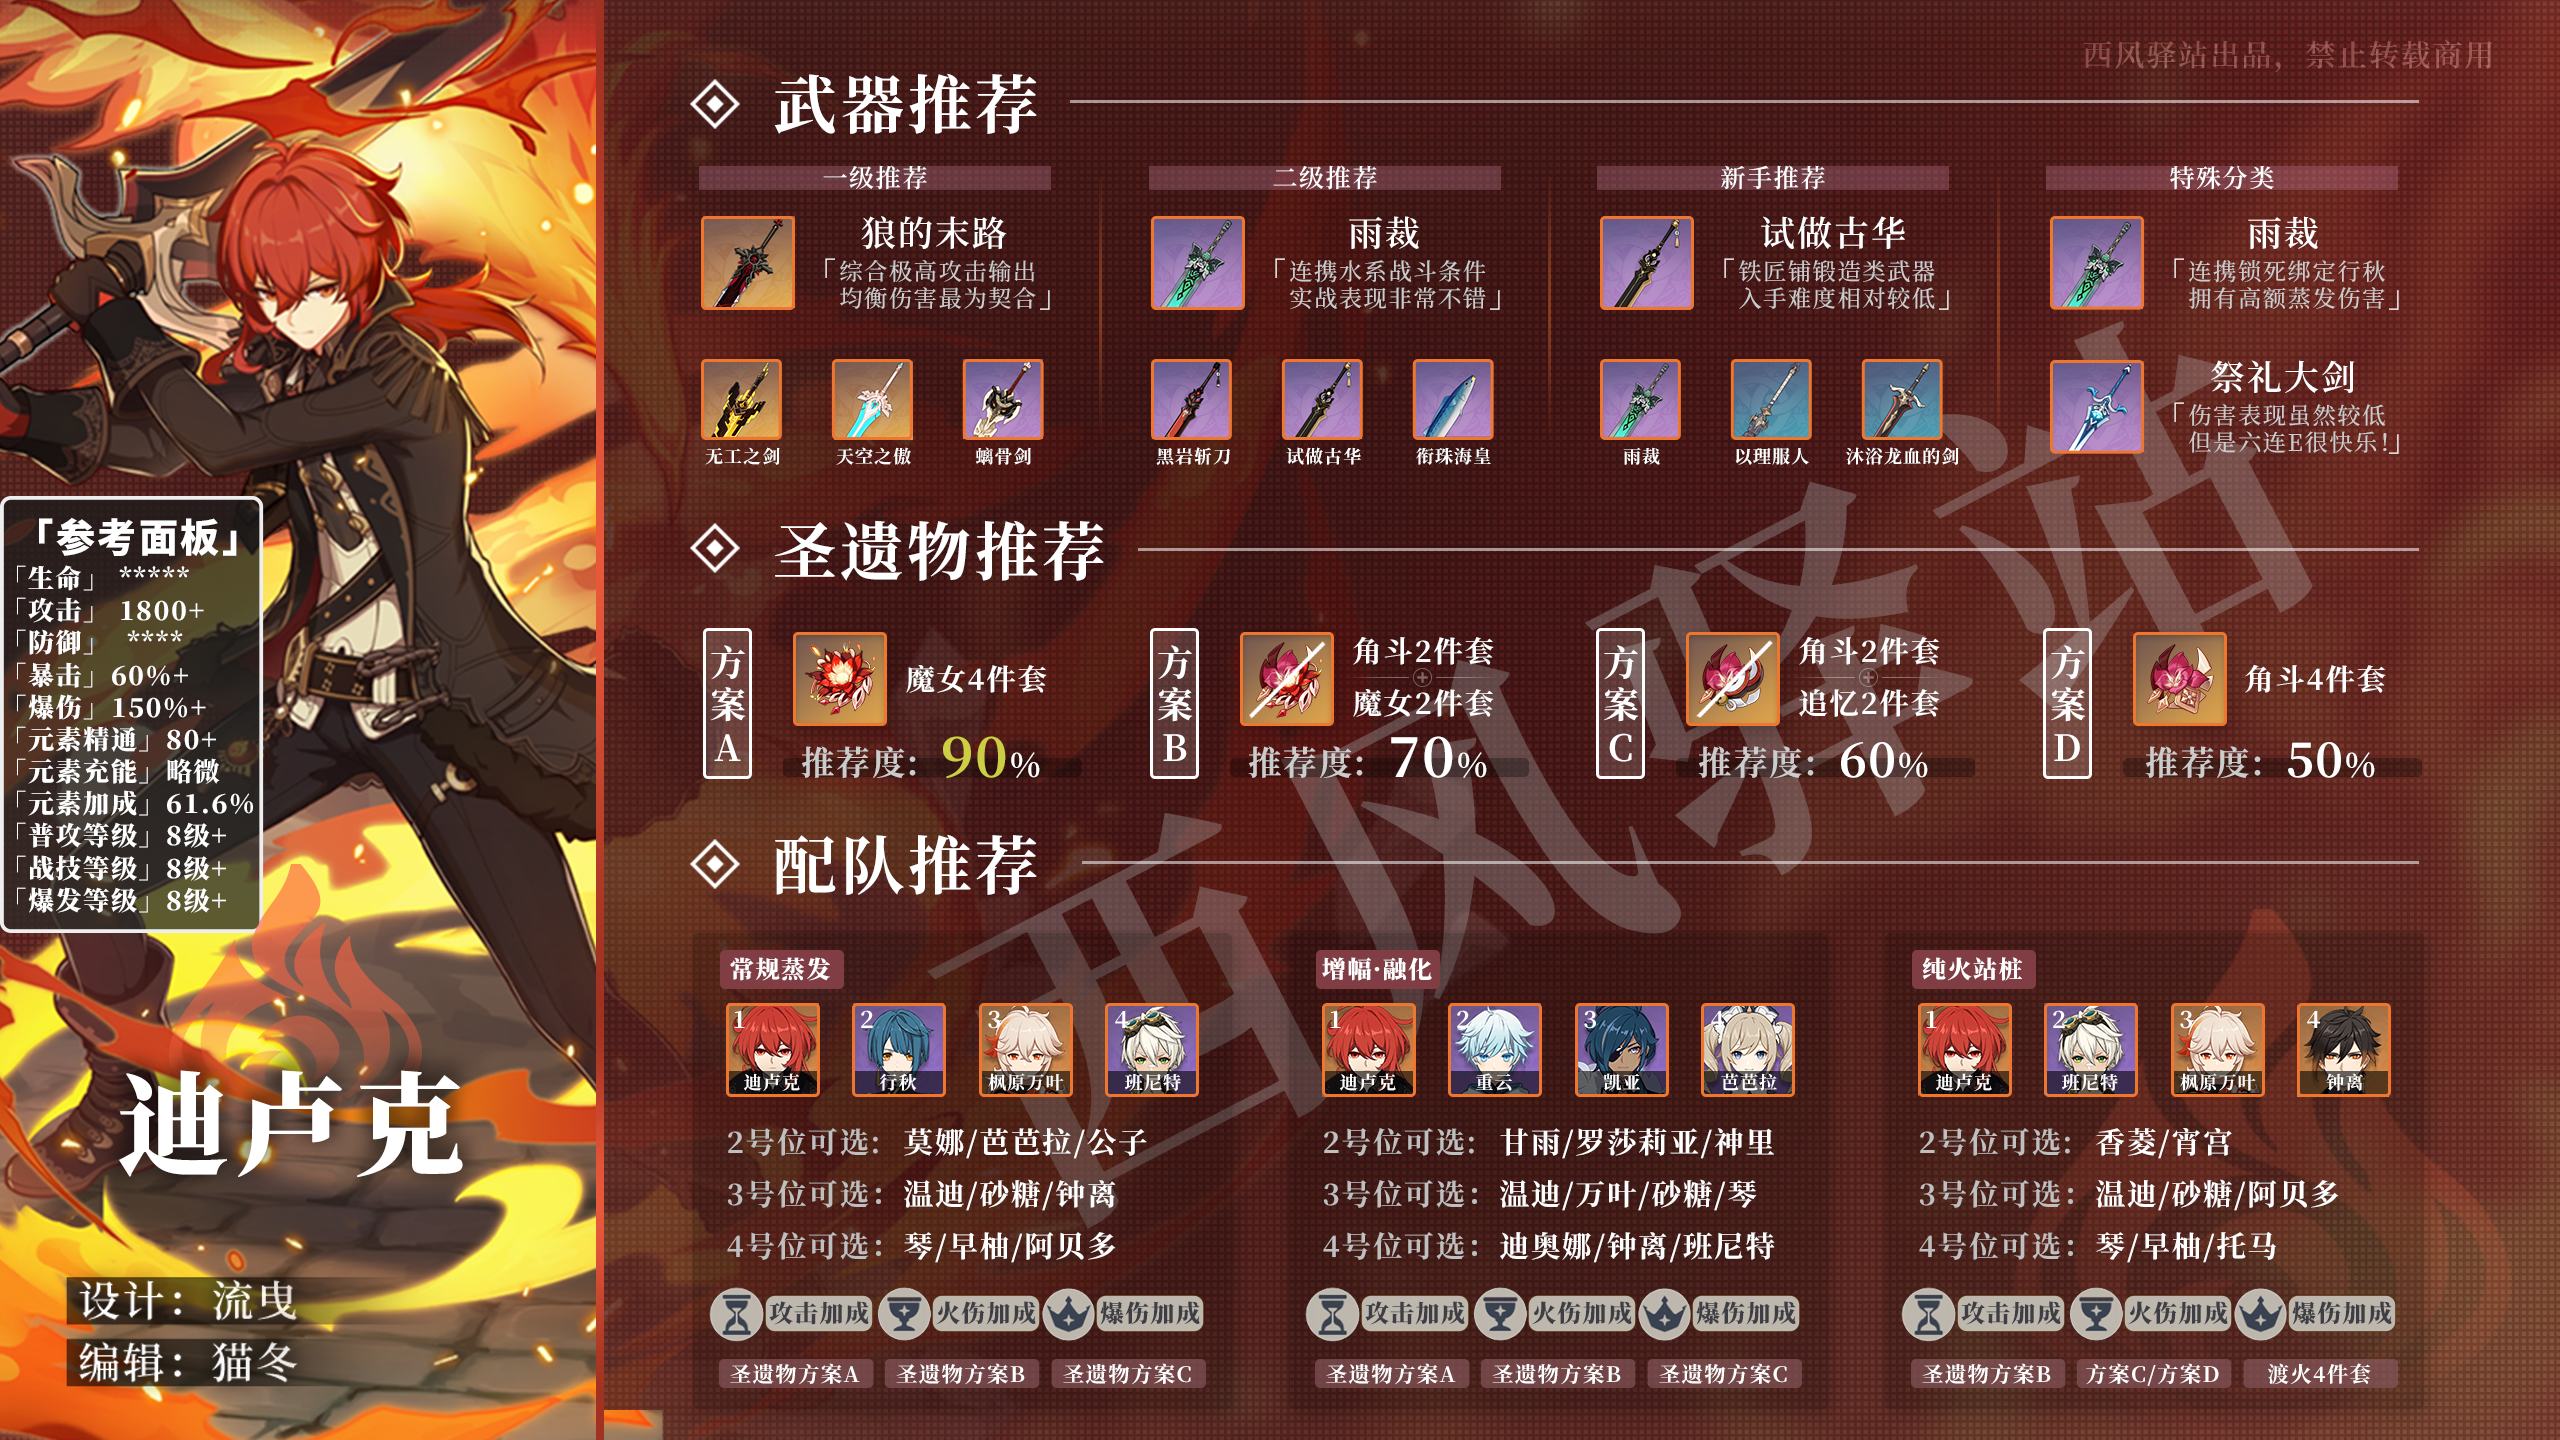 西风驿站出品，禁止转载商用
武器推荐
一级推荐
狼的末路
「综合极高攻击输出
均衡伤害最为契合」
无工之剑 天空之傲 螭骨剑
二级推荐
雨裁
「连携水系战斗条件
实战表现非常不错」
黑岩斩刀 试做古华 衔珠海皇
新手推荐
试做古华
「铁匠铺锻造类武器
入手难度相对较低」
雨裁 以理服人 沐浴龙血的剑
特殊分类
雨裁
「连携锁死绑定行秋
拥有高额蒸发伤害」
祭礼大剑
「伤害表现虽然较低
但是六连E很快乐!」
圣遗物推荐
方案A
魔女4件套
推荐度：90%
方案B
角斗2件套
魔女2件套
推荐度：70%
方案C
角斗2件套
追忆2件套
推荐度：60%
方案D
角斗4件套
推荐度：50%
配队推荐
常规蒸发
1 2 3 4
迪卢克 行秋 枫原万叶 班尼特
2号位可选：莫娜/芭芭拉/公子
3号位可选：温迪/砂糖/钟离
4号位可选：琴/早柚/阿贝多
攻击加成 火伤加成 爆伤加成
圣遗物方案A 圣遗物方案B 圣遗物方案C
增幅·融化
1 2 3 4
迪卢克 重云 凯亚 芭芭拉
2号位可选：甘雨/罗莎莉亚/神里
3号位可选：温迪/万叶/砂糖/琴
4号位可选：迪奥娜/钟离/班尼特
攻击加成 火伤加成 爆伤加成
圣遗物方案A 圣遗物方案B 圣遗物方案C
纯火站桩
1 2 3 4
迪卢克 班尼特 枫原万叶 钟离
2号位可选：香菱/宵宫
3号位可选：温迪/砂糖/阿贝多
4号位可选：琴/早柚/托马
攻击加成 火伤加成 爆伤加成
圣遗物方案B 方案C/方案D 渡火4件套
「参考面板」
「生命」 *****
「攻击」 1800+
「防御」 ****
「暴击」60%+
「爆伤」150%+
「元素精通」80+
「元素充能」略微
「元素加成」61.6%
「普攻等级」8级+
「战技等级」8级+
「爆发等级」8级+
迪卢克
设计：流曳
编辑：猫冬
西风驿站